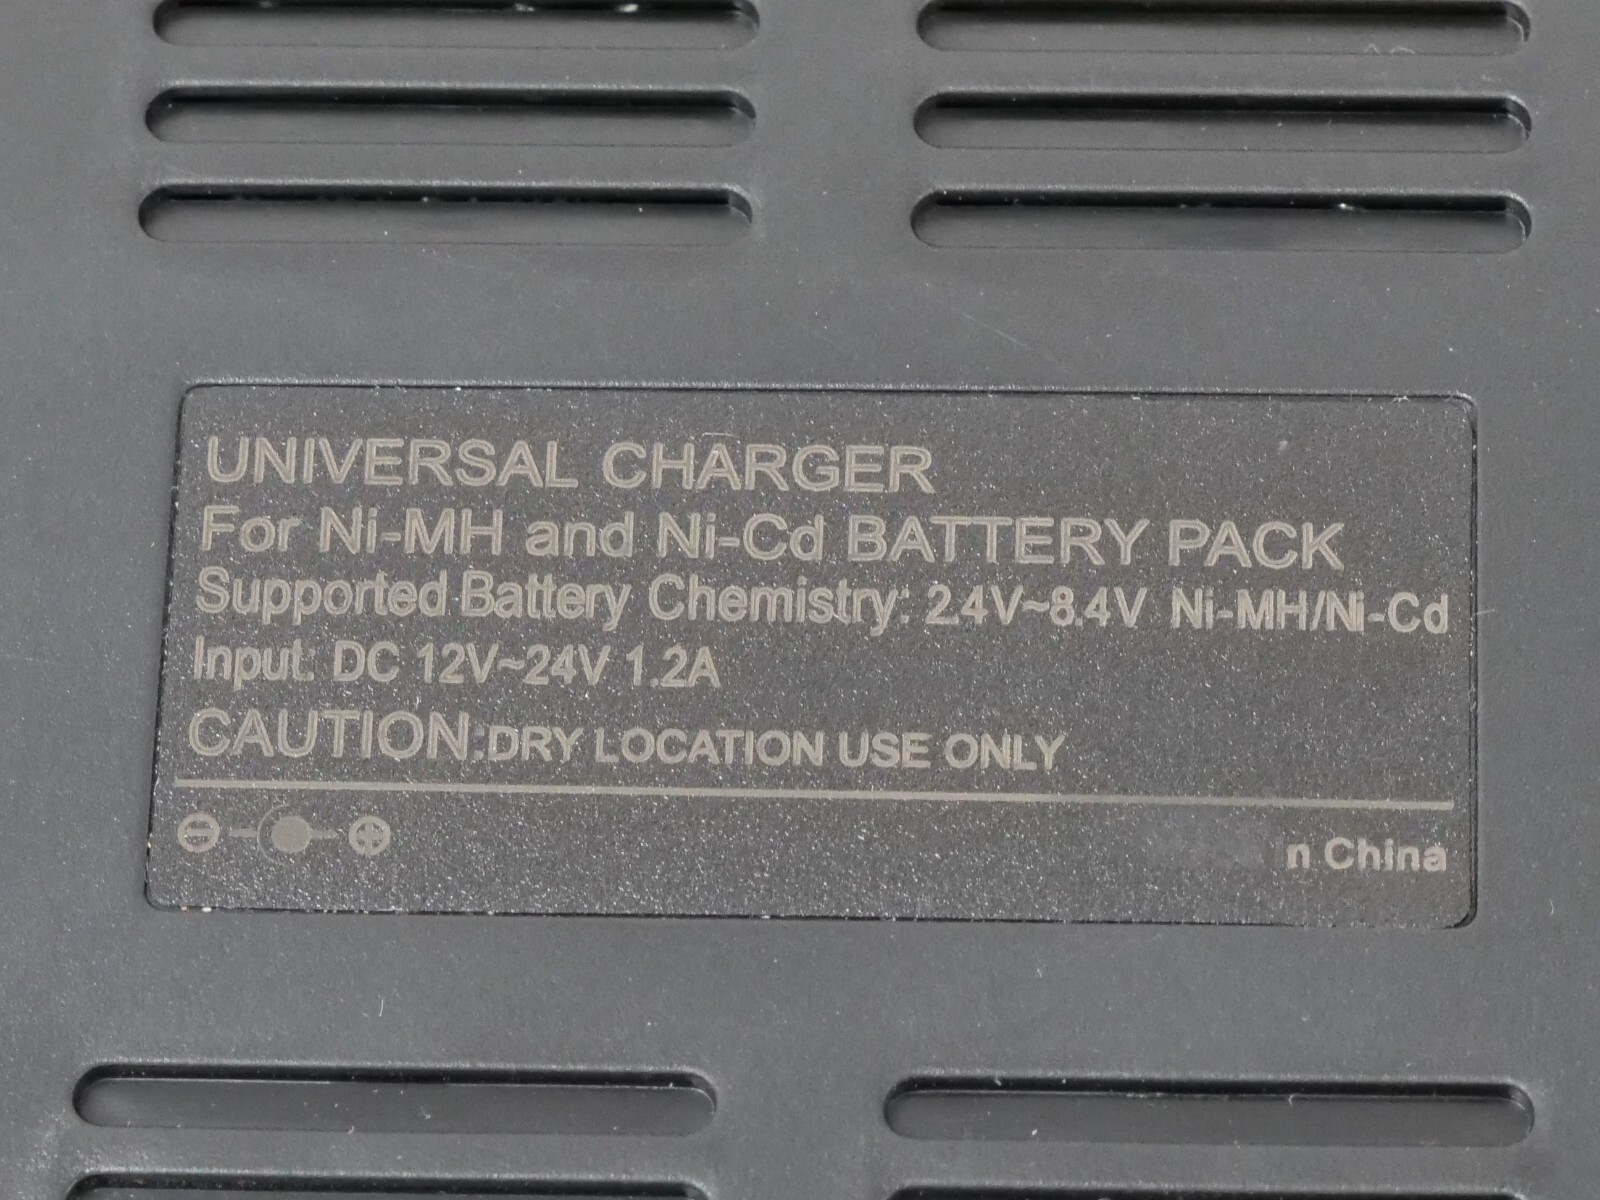 UNIVERSAL CHARGER
For Ni-MH and Ni-Cd BATTERY PACK
Supported Battery Chemistry: 2.4V~8.4V Ni-MH/Ni-Cd
Input: DC 12V~24V 1.2A
CAUTION:DRY LOCATION USE ONLY
n China